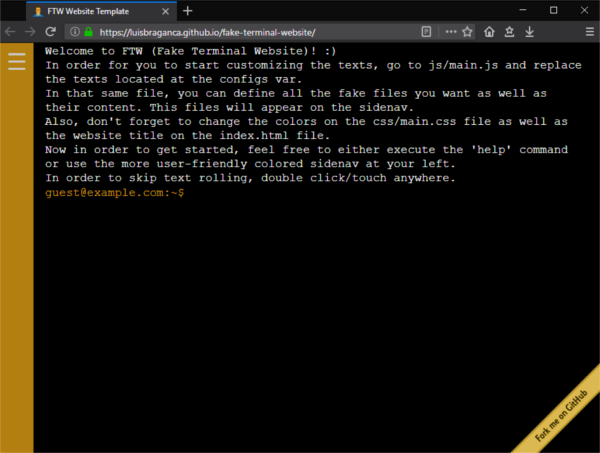 FTW Website Template
https://luisbraganca.github.io/fake-terminal-website/
Welcome to FTW (Fake Terminal Website)! :)
In order for you to start customizing the texts, go to js/main.js and replace
the texts located at the configs var.
In that same file, you can define all the fake files you want as well as
their content. This files will appear on the sidenav.
Also, don't forget to change the colors on the css/main.css file as well as
the website title on the index.html file.
Now in order to get started, feel free to either execute the 'help' command
or use the more user-friendly colored sidenav at your left.
In order to skip text rolling, double click/touch anywhere.
guest@example.com:~$
Fork me on GitHub